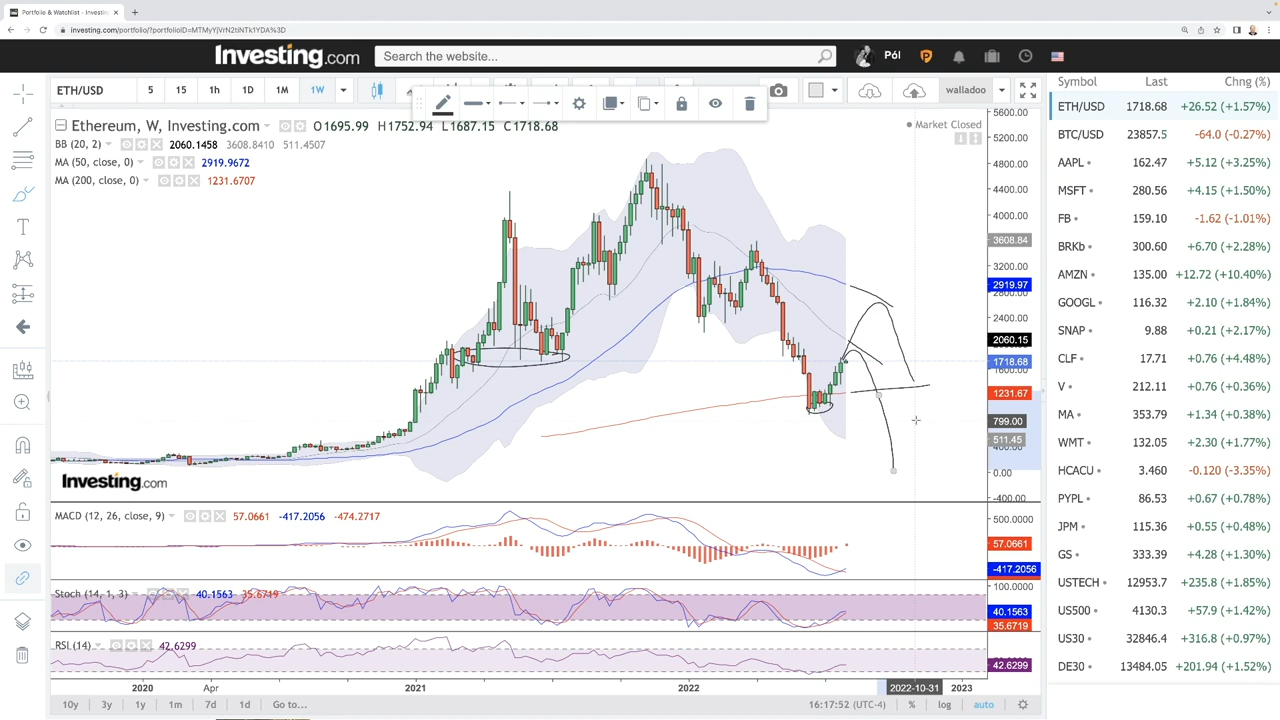 Portfolio & Watchlist - Investing.c
investing.com/portfolio/?portfolioID=MTMyYjVrN2tiNTk1YDA%3D
Investing.com Search the website... Pól
ETH/USD 5 15 1h 1D 1M 1W walladoo
Ethereum, W, Investing.com O1695.99 H1752.94 L1687.15 C1718.68 Market Closed
BB (20, 2) 2060.1458 3608.8410 511.4507
MA (50, close, 0) 2919.9672
MA (200, close, 0) 1231.6707
5600.00
5200.00
4800.00
4400.00
4000.00
3608.84
3200.00
2919.97
2800.00
2400.00
2060.15
1718.68
1600.00
1231.67
799.00
511.45
400.00
0.00
-400.00
Investing.com
MACD (12, 26, close, 9) 57.0661 -417.2056 -474.2717
500.0000
57.0661
-417.2056
Stoch (14, 1, 3) 40.1563 35.6719
100.0000
40.1563
35.6719
RSI (14) 42.6299
42.6299
2020 Apr 2021 2022 2022-10-31 2023
10y 3y 1y 1m 7d 1d Go to... 16:17:52 (UTC-4) % log auto
Symbol Last Chng (%)
ETH/USD 1718.68 +26.52 (+1.57%)
BTC/USD 23857.5 -64.0 (-0.27%)
AAPL 162.47 +5.12 (+3.25%)
MSFT 280.56 +4.15 (+1.50%)
FB 159.10 -1.62 (-1.01%)
BRKb 300.60 +6.70 (+2.28%)
AMZN 135.00 +12.72 (+10.40%)
GOOGL 116.32 +2.10 (+1.84%)
SNAP 9.88 +0.21 (+2.17%)
CLF 17.71 +0.76 (+4.48%)
V 212.11 +0.76 (+0.36%)
MA 353.79 +1.34 (+0.38%)
WMT 132.05 +2.30 (+1.77%)
HCACU 3.460 -0.120 (-3.35%)
PYPL 86.53 +0.67 (+0.78%)
JPM 115.36 +0.55 (+0.48%)
GS 333.39 +4.28 (+1.30%)
USTECH 12953.7 +235.8 (+1.85%)
US500 4130.3 +57.9 (+1.42%)
US30 32846.4 +316.8 (+0.97%)
DE30 13484.05 +201.94 (+1.52%)